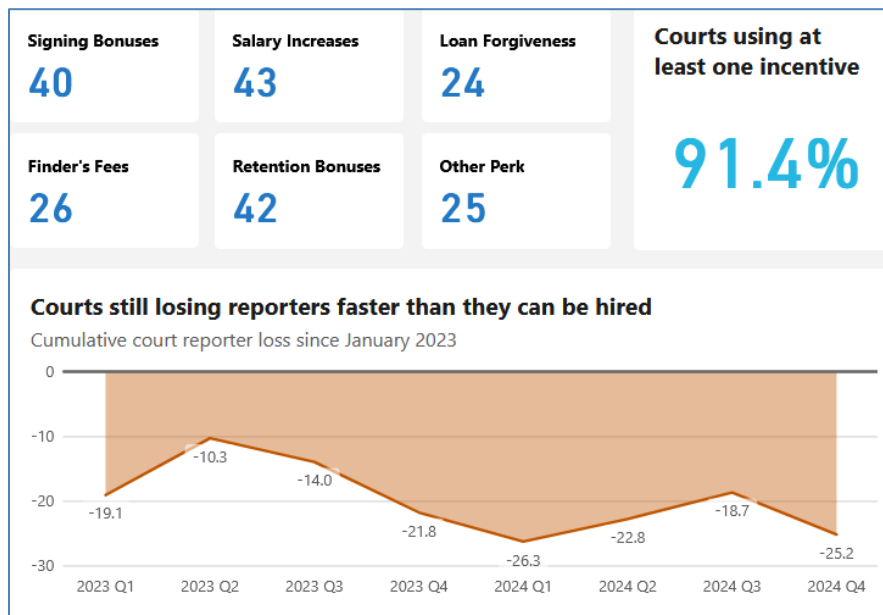 Signing Bonuses
40
Salary Increases
43
Loan Forgiveness
24
Courts using at
least one incentive
91.4%
Finder's Fees
26
Retention Bonuses
42
Other Perk
25
Courts still losing reporters faster than they can be hired
Cumulative court reporter loss since January 2023
0
-10
-20
-30
-19.1
-10.3
-14.0
-21.8
-26.3
-22.8
-18.7
-25.2
2023 Q1
2023 Q2
2023 Q3
2023 Q4
2024 Q1
2024 Q2
2024 Q3
2024 Q4